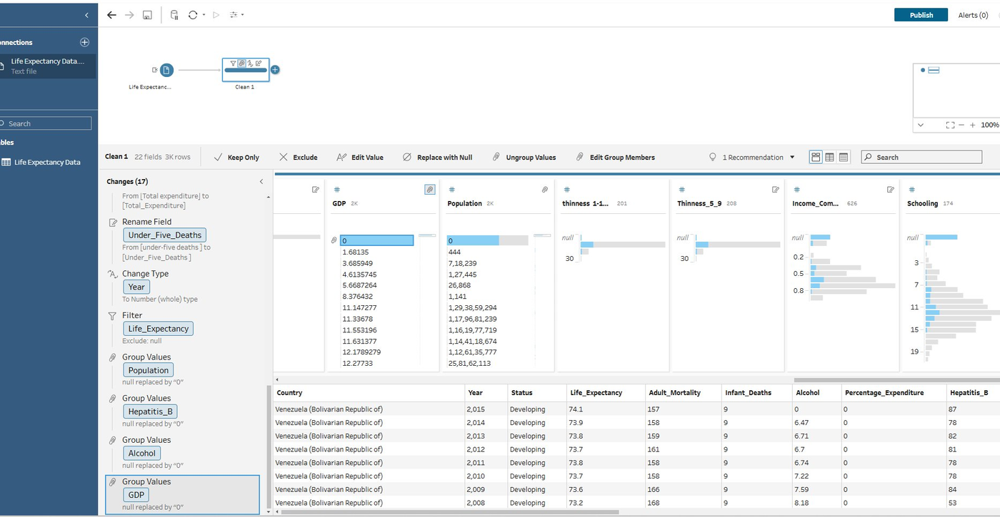 Publish
Alerts (0)
onnections
Life Expectancy Data....
Text file
Search
bles
Life Expectancy Data
Life Expectanc...
Clean 1
100%
Clean 1 22 fields 3K rows
Keep Only
Exclude
Edit Value
Replace with Null
Ungroup Values
Edit Group Members
1 Recommendation
Search
Changes (17)
From [Total expenditure] to
[Total_Expenditure]
Rename Field
Under_Five_Deaths
From [under-five deaths ] to
[Under_Five_Deaths ]
Change Type
Year
To Number (whole) type
Filter
Life_Expectancy
Exclude: null
Group Values
Population
null replaced by “0”
Group Values
Hepatitis_B
null replaced by “0”
Group Values
Alcohol
null replaced by “0”
Group Values
GDP
null replaced by “0”
GDP 2K
0
1.68135
3.685949
4.6135745
5.6687264
8.376432
11.147277
11.33678
11.553196
11.631377
12.1789279
12.27733
Population 2K
0
444
7,18,239
1,27,445
26,868
1,141
1,29,38,59,294
1,17,96,81,239
1,16,19,77,719
1,14,41,18,674
1,12,61,35,777
25,81,62,113
thinness 1-1... 201
null
30
Thinness_5_9 208
null
30
Income_Com... 626
null
0.2
0.5
0.8
Schooling 174
null
3
7
11
15
19
Country Year Status Life_Expectancy Adult_Mortality Infant_Deaths Alcohol Percentage_Expenditure Hepatitis_B
Venezuela (Bolivarian Republic of) 2,015 Developing 74.1 157 9 0 0 87
Venezuela (Bolivarian Republic of) 2,014 Developing 73.9 158 9 6.47 0 78
Venezuela (Bolivarian Republic of) 2,013 Developing 73.8 159 9 6.71 0 82
Venezuela (Bolivarian Republic of) 2,012 Developing 73.7 161 9 6.7 0 81
Venezuela (Bolivarian Republic of) 2,011 Developing 73.8 158 9 6.74 0 78
Venezuela (Bolivarian Republic of) 2,010 Developing 73.7 158 9 7.22 0 78
Venezuela (Bolivarian Republic of) 2,009 Developing 73.6 166 9 7.59 0 84
Venezuela (Bolivarian Republic of) 2,008 Developing 73.2 168 9 8.18 0 53